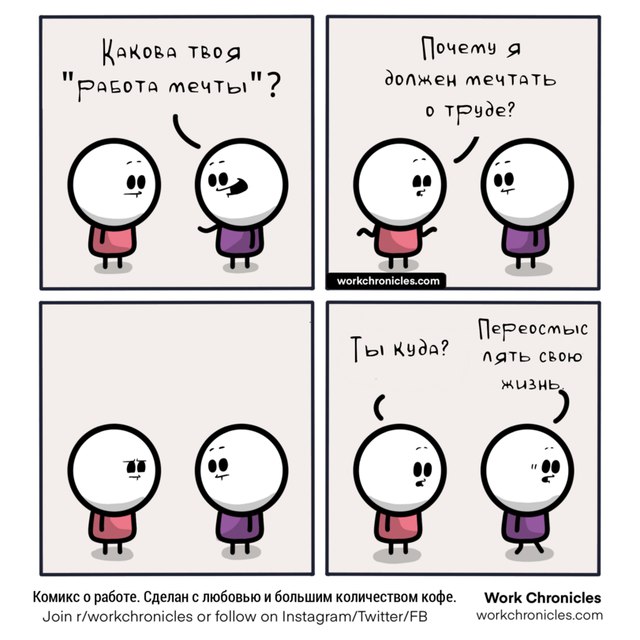 Какова твоя
"работа мечты"?
Почему я
должен мечтать
о труде?
workchronicles.com
Ты куда?
Переосмыс
лять свою
жизнь.
Комикс о работе. Сделан с любовью и большим количеством кофе.
Join r/workchronicles or follow on Instagram/Twitter/FB
Work Chronicles
workchronicles.com